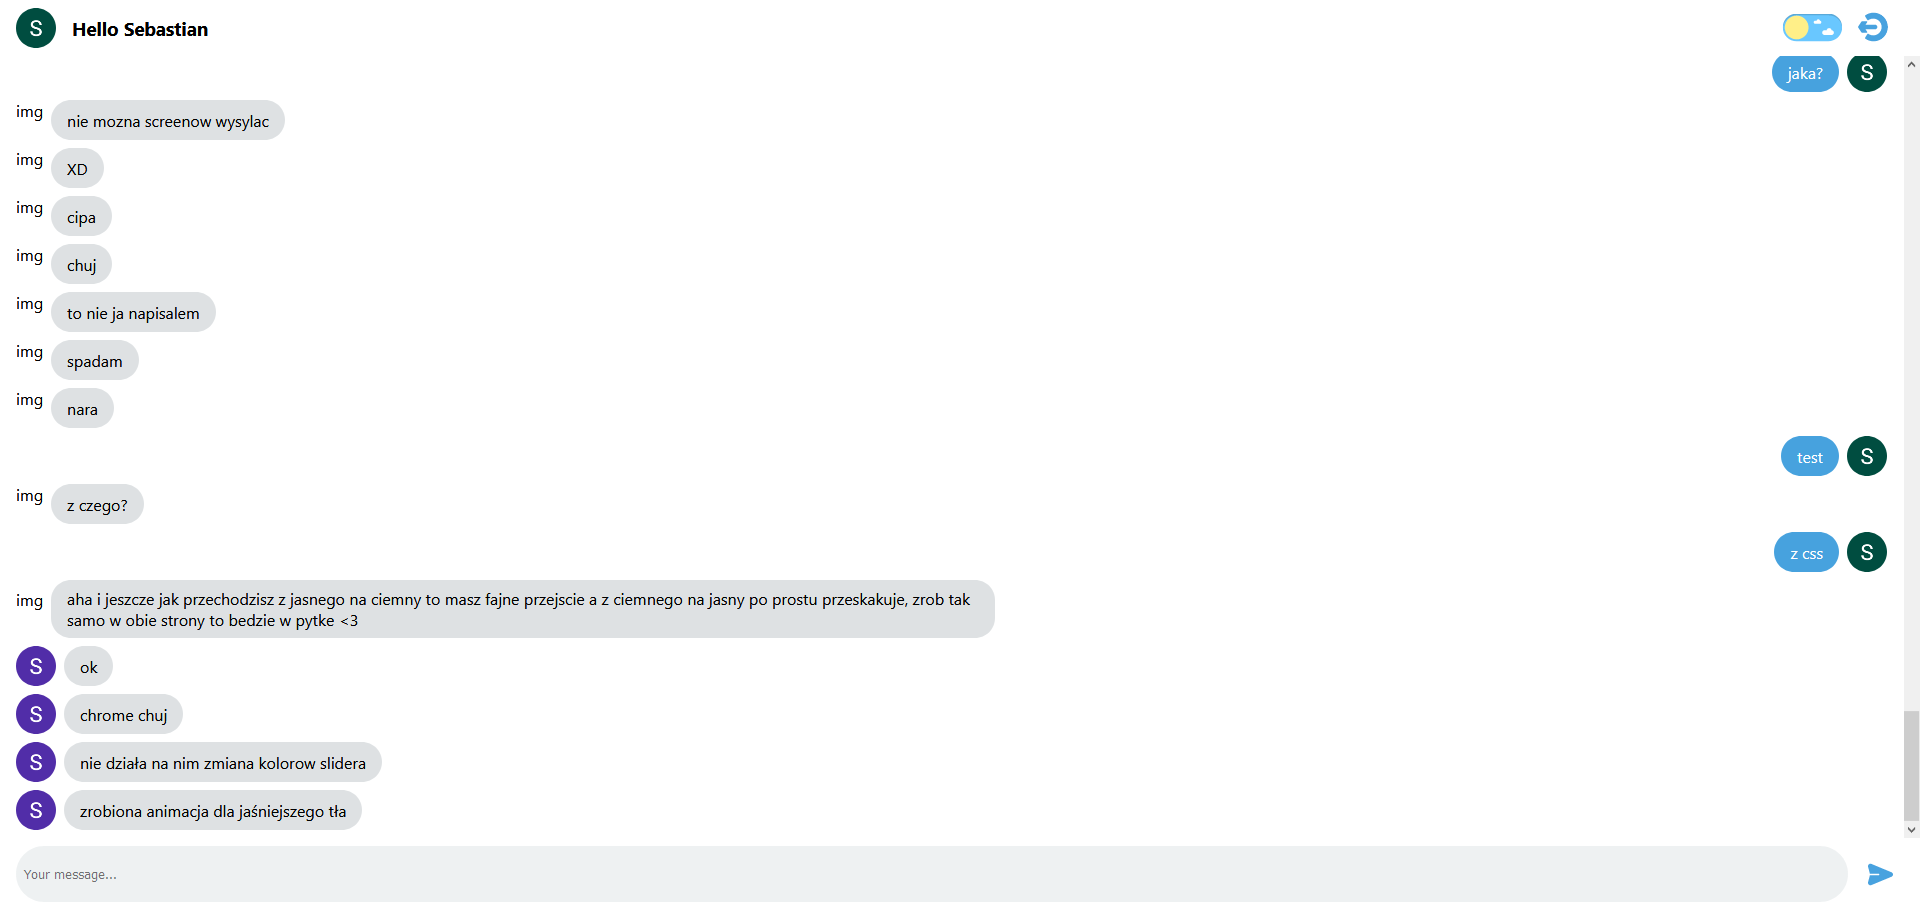 S Hello Sebastian
jaka? S
img nie mozna screenow wysylac
img XD
img cipa
img chuj
img to nie ja napisalem
img spadam
img nara
test S
img z czego?
z css S
img aha i jeszcze jak przechodzisz z jasnego na ciemny to masz fajne przejscie a z ciemnego na jasny po prostu przeskakuje, zrob tak
samo w obie strony to bedzie w pytke <3
S ok
S chrome chuj
S nie działa na nim zmiana kolorow slidera
S zrobiona animacja dla jaśniejszego tła
Your message...